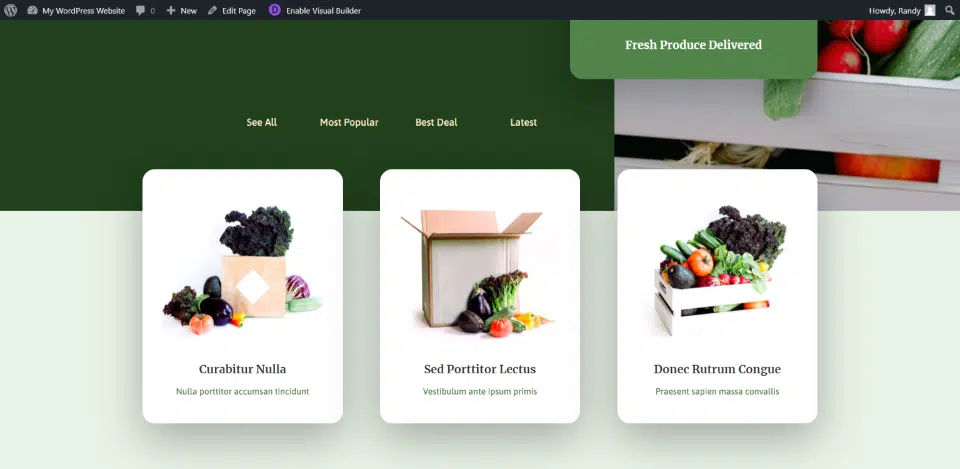 My WordPress Website 0 New Edit Page D Enable Visual Builder Howdy, Randy
Fresh Produce Delivered
See All Most Popular Best Deal Latest
Curabitur Nulla
Nulla porttitor accumsan tincidunt
Sed Porttitor Lectus
Vestibulum ante ipsum primis
Donec Rutrum Congue
Praesent sapien massa convallis